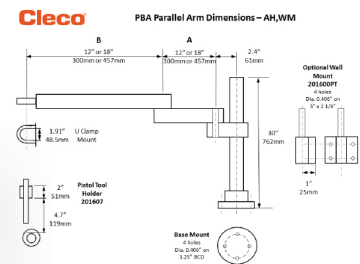 Cleco
PBA Parallel Arm Dimensions – AH,WM
B
A
12" or 18"
300mm or 457mm
12" or 18"
300mm or 457mm
2.4"
61mm
Optional Wall
Mount
201600PT
4 holes
Dia. 0.406" on
3" x 2 1/8"
1.91"
48.5mm
U Clamp
Mount
30"
762mm
1"
25mm
Pistol Tool
Holder
201607
2"
51mm
4.7"
119mm
Base Mount
4 holes
Dia. 0.406" on
3.25" BCD